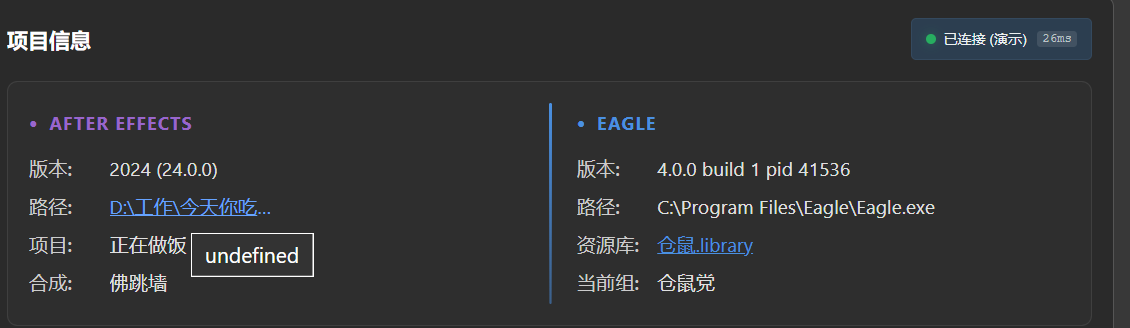 项目信息
已连接 (演示) 26ms
• AFTER EFFECTS
版本: 2024 (24.0.0)
路径: D:\工作\今天你吃...
项目: 正在做饭
undefined
合成: 佛跳墙
• EAGLE
版本: 4.0.0 build 1 pid 41536
路径: C:\Program Files\Eagle\Eagle.exe
资源库: 仓鼠.library
当前组: 仓鼠党